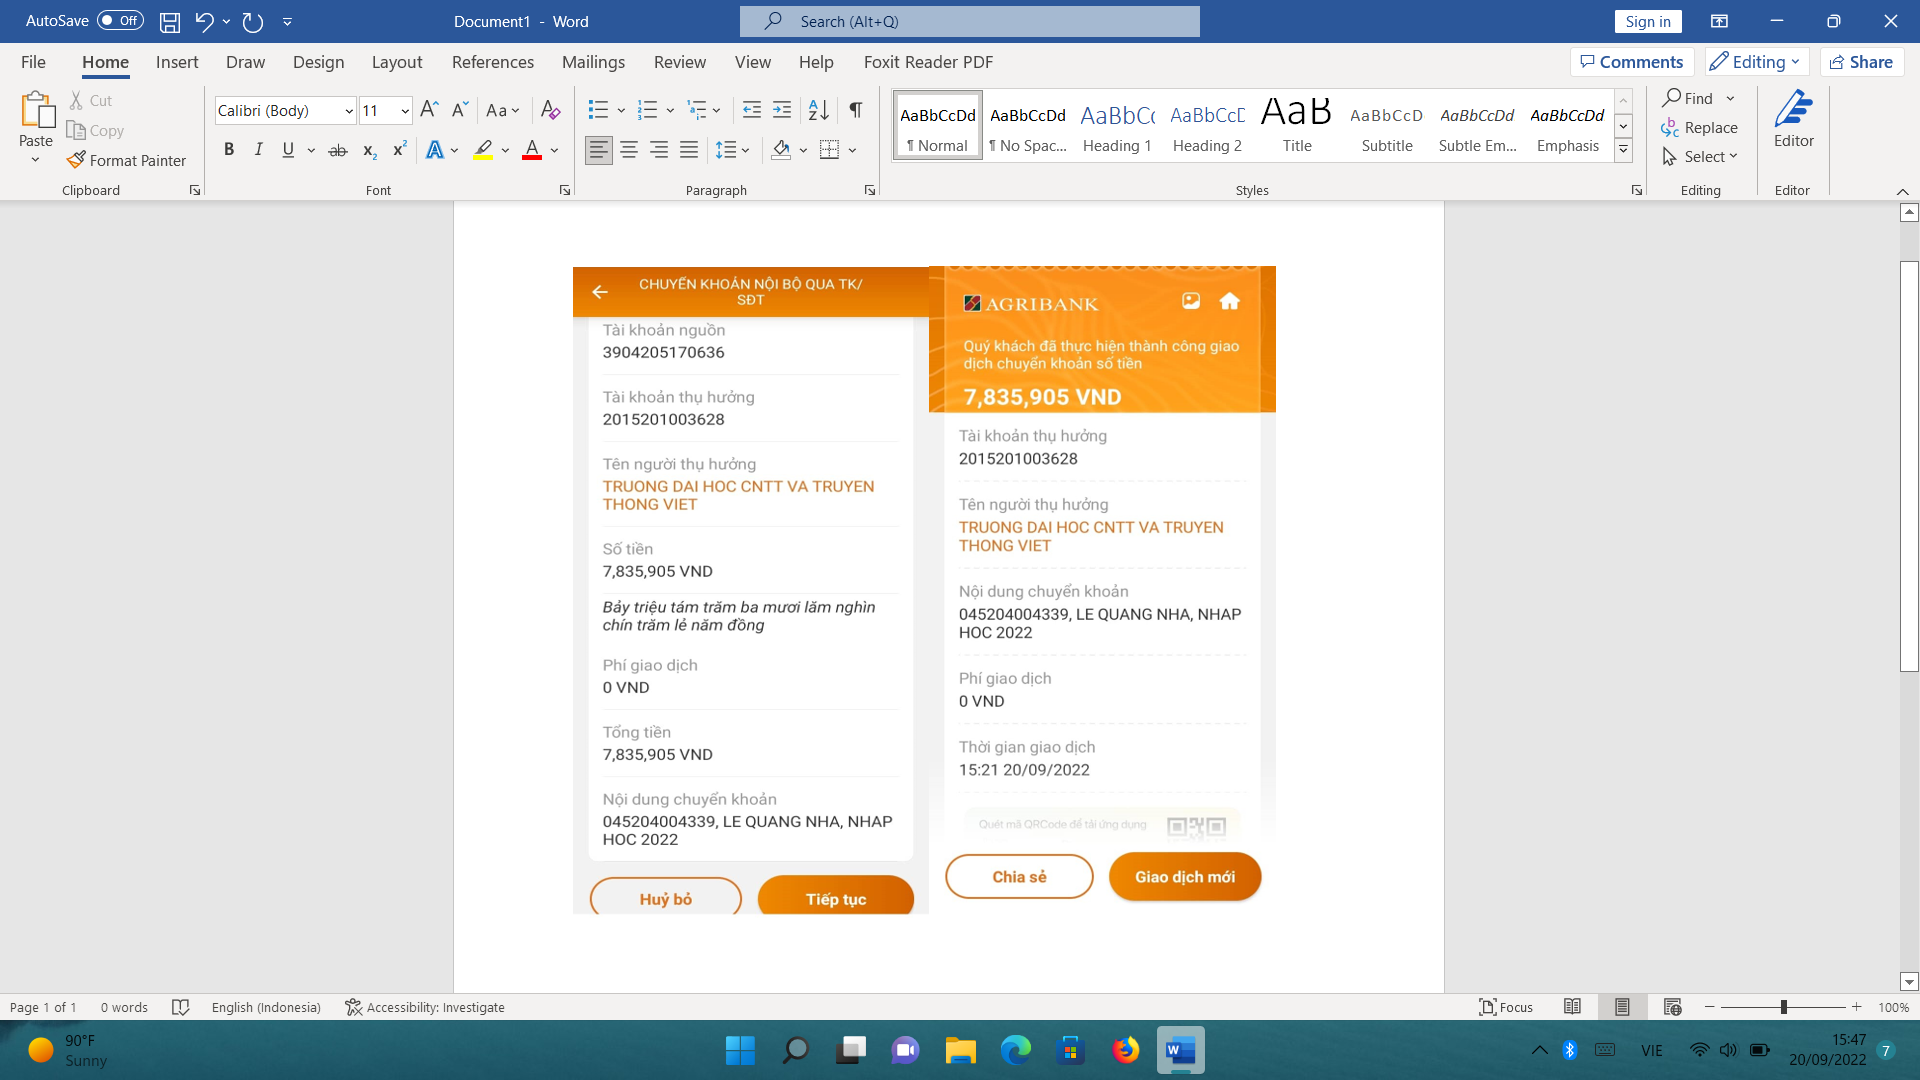 AutoSave Off Document1 - Word Search (Alt+Q) Sign in
File Home Insert Draw Design Layout References Mailings Review View Help Foxit Reader PDF Comments Editing Share
Paste
Cut
Copy
Format Painter
Clipboard
Calibri (Body) 11
Font
Paragraph
AaBbCcDd AaBbCcDd AaBbCc AaBbCcD AaB AaBbCcD AaBbCcDd AaBbCcDd
¶ Normal ¶ No Spac... Heading 1 Heading 2 Title Subtitle Subtle Em... Emphasis
Styles
Find
Replace
Select
Editing
Editor
Editor
CHUYỂN KHOẢN NỘI BỘ QUA TK/
SĐT
Tài khoản nguồn
3904205170636
Tài khoản thụ hưởng
2015201003628
Tên người thụ hưởng
TRUONG DAI HOC CNTT VA TRUYEN
THONG VIET
Số tiền
7,835,905 VND
Bảy triệu tám trăm ba mươi lăm nghìn
chín trăm lẻ năm đồng
Phí giao dịch
0 VND
Tổng tiền
7,835,905 VND
Nội dung chuyển khoản
045204004339, LE QUANG NHA, NHAP
HOC 2022
Huỷ bỏ Tiếp tục
AGRIBANK
Quý khách đã thực hiện thành công giao
dịch chuyển khoản số tiền
7,835,905 VND
Tài khoản thụ hưởng
2015201003628
Tên người thụ hưởng
TRUONG DAI HOC CNTT VA TRUYEN
THONG VIET
Nội dung chuyển khoản
045204004339, LE QUANG NHA, NHAP
HOC 2022
Phí giao dịch
0 VND
Thời gian giao dịch
15:21 20/09/2022
Quét mã QRCode để tải ứng dụng
Chia sẻ Giao dịch mới
Page 1 of 1 0 words English (Indonesia) Accessibility: Investigate Focus 100%
90°F
Sunny
VIE
15:47
20/09/2022
7